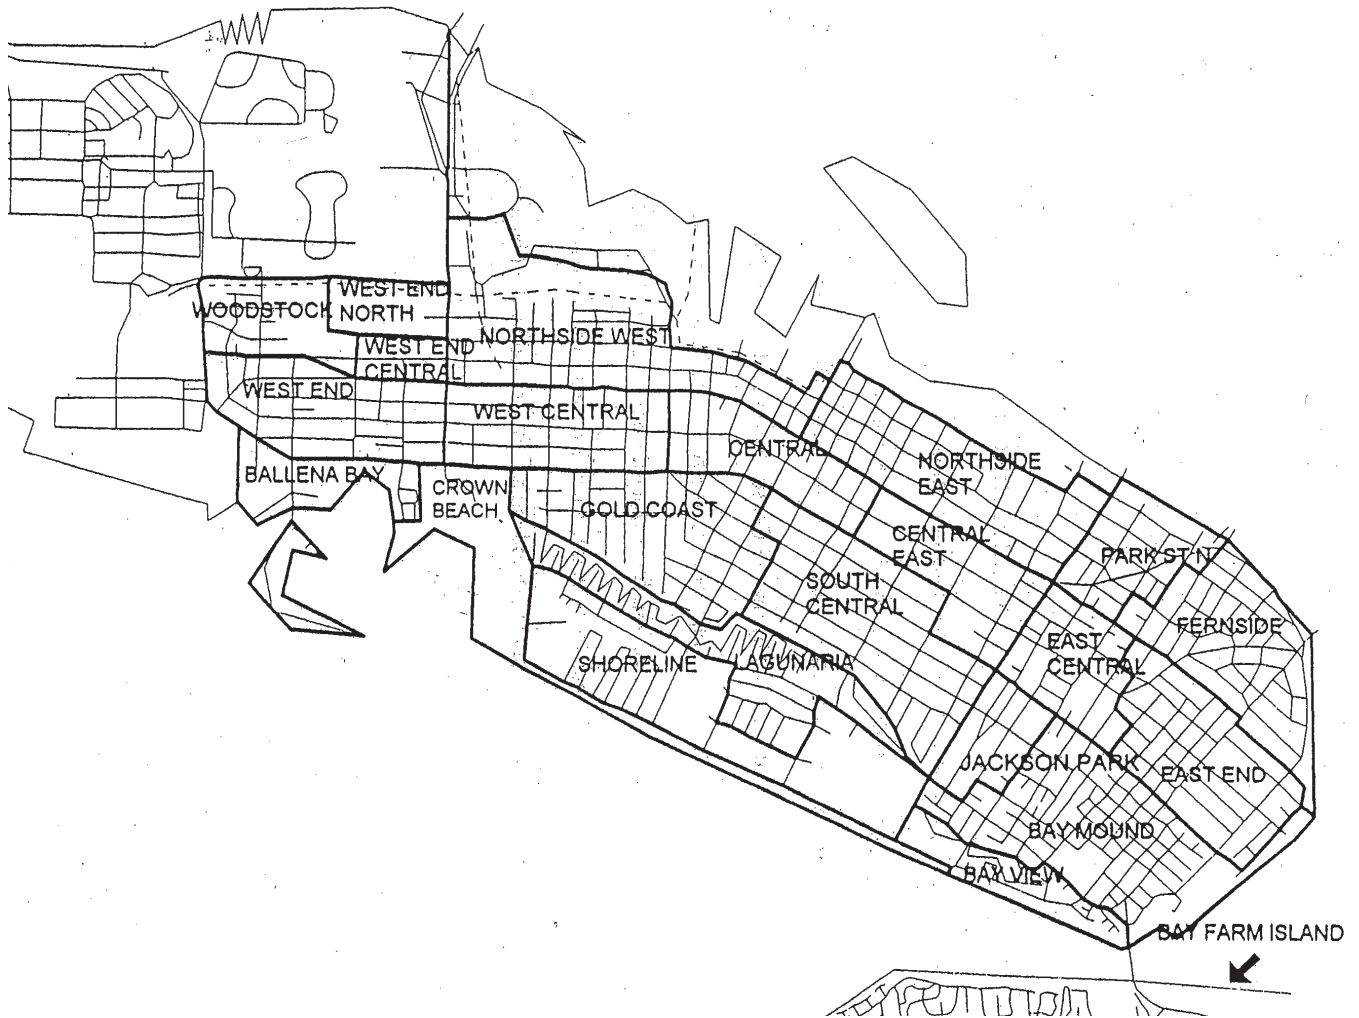 WEST END
WOODSTOCK
NORTH
NORTHSIDE WEST
WEST END
CENTRAL
WEST END
WEST CENTRAL
CENTRAL
NORTHSIDE
EAST
BALLENA BAY
CROWN
BEACH
GOLD COAST
CENTRAL
EAST
PARK ST N
SOUTH
CENTRAL
FERNSIDE
EAST
CENTRAL
SHORELINE
LAGUNARIA
JACKSON PARK
EAST END
BAY MOUND
BAY VIEW
BAY FARM ISLAND